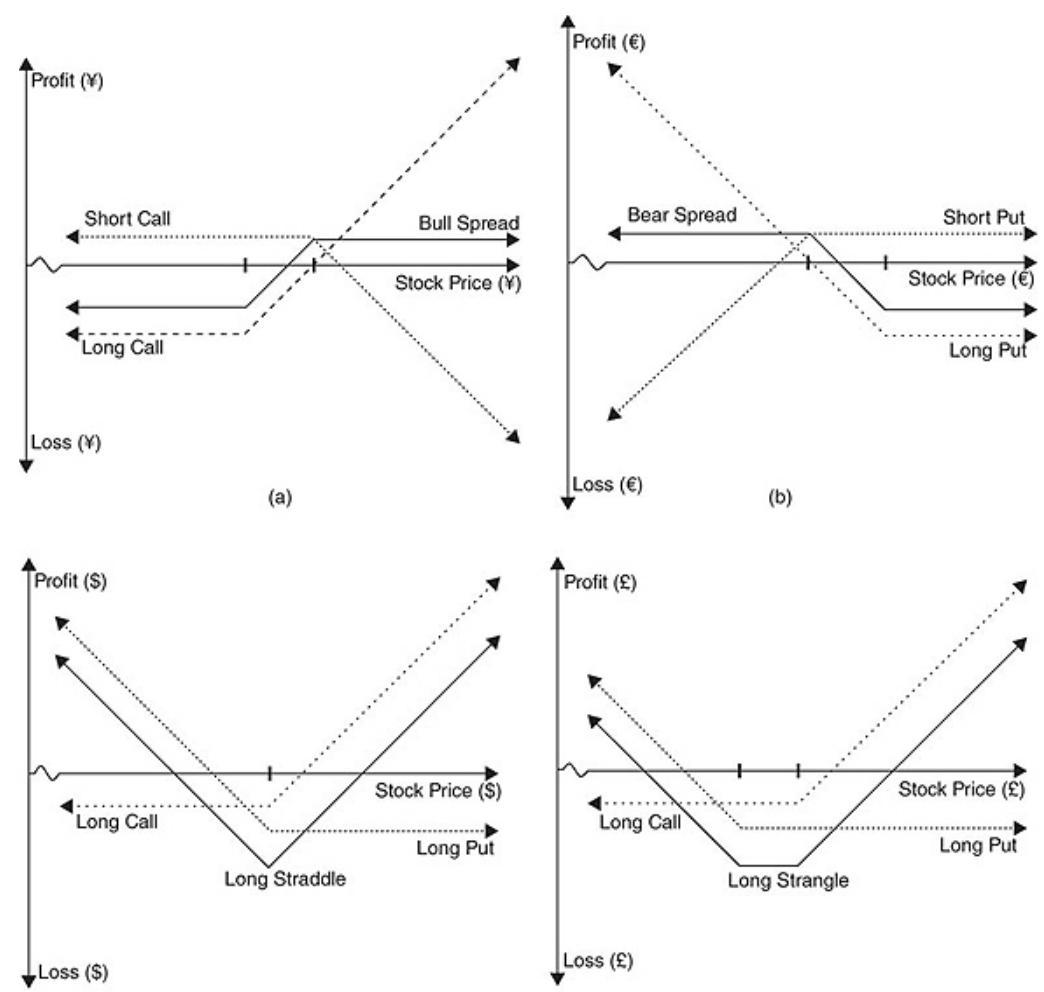 Profit (¥)
Short Call
Bull Spread
Stock Price (¥)
Long Call
Loss (¥)
(a)
Profit (€)
Bear Spread
Short Put
Stock Price (€)
Long Put
Loss (€)
(b)
Profit ($)
Stock Price ($)
Long Call
Long Put
Long Straddle
Loss ($)
Profit (£)
Stock Price (£)
Long Call
Long Put
Long Strangle
Loss (£)